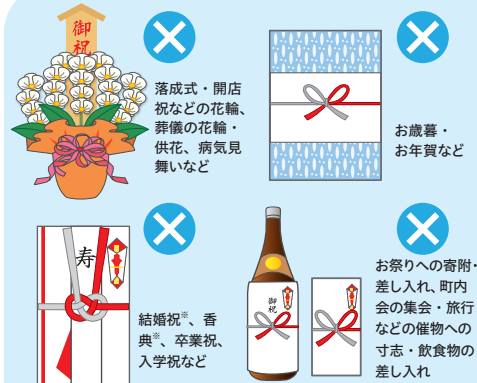 御祝
落成式・開店
祝などの花輪、
葬儀の花輪・
供花、病気見
舞いなど
お歳暮・
お年賀など
寿
結婚祝※、香
典※、卒業祝、
入学祝など
御祝
お祭りへの寄附・
差し入れ、町内
会の集会・旅行
などの催物への
寸志・飲食物の
差し入れ